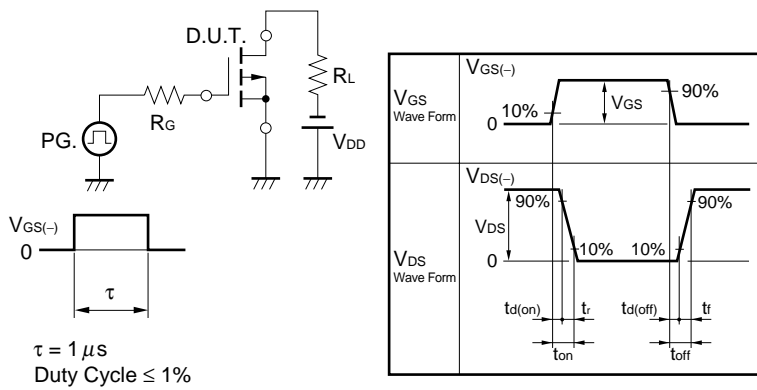 D.U.T.
RL
RG
PG.
VDD
VGS(−)
0
τ
τ = 1 μs
Duty Cycle ≤ 1%
VGS
Wave Form
VGS(−)
10%
0
VGS
90%
VDS
Wave Form
VDS(−)
90%
VDS
0
10%
10%
90%
td(on)
tr
td(off)
tf
ton
toff